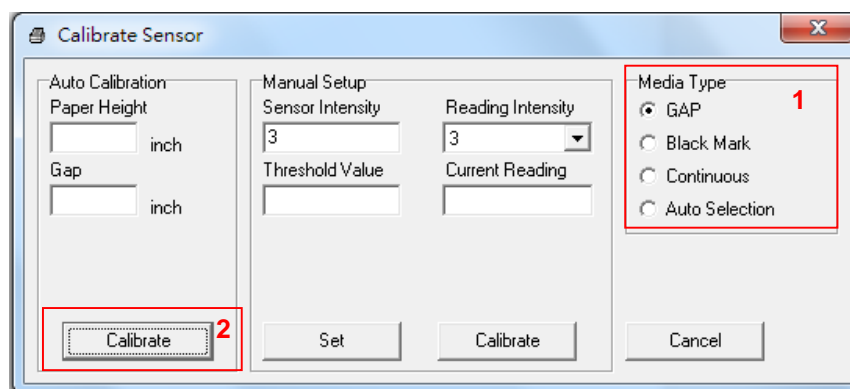 Calibrate Sensor
Auto Calibration
Paper Height
inch
Gap
inch
Calibrate
2
Manual Setup
Sensor Intensity
3
Reading Intensity
3
Threshold Value
Current Reading
Set
Calibrate
Media Type
1
GAP
Black Mark
Continuous
Auto Selection
Cancel